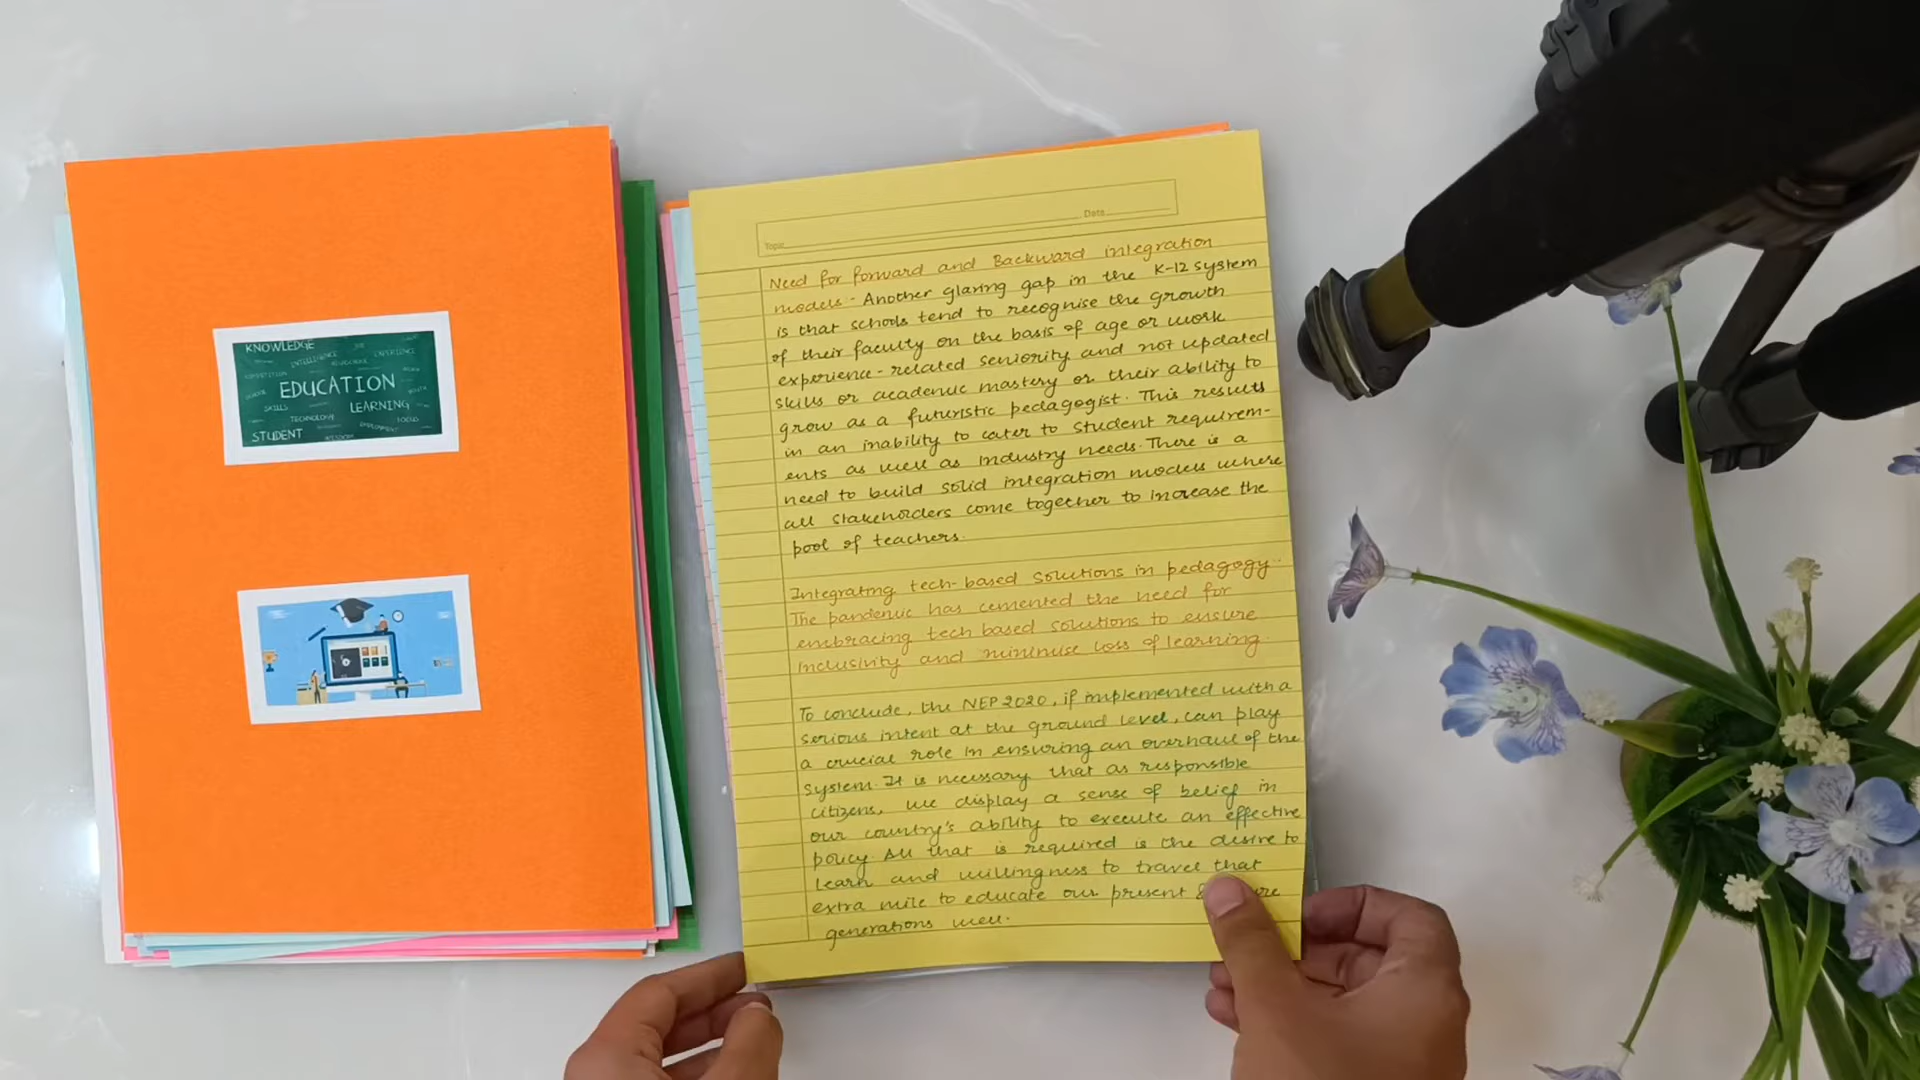 KNOWLEDGE
INTELLIGENCE
EXPERIENCE
EDUCATION
SKILLS
LEARNING
TECHNOLOGY
FOCUS
EMPLOYMENT
STUDENT
WISDOM
Topic
Date
Need for forward and Backward integration
models - Another glaring gap in the K-12 system
is that schools tend to recognise the growth
of their faculty on the basis of age or work
experience - related seniority and not updated
skills or academic mastery or their ability to
grow as a futuristic pedagogist. This results
in an inability to cater to student requirem-
ents as well as industry needs. There is a
need to build solid integration models where
all stakeholders come together to increase the
pool of teachers.
Integrating tech-based solutions in pedagogy -
The pandemic has cemented the need for
embracing tech based solutions to ensure
inclusivity and minimise loss of learning.
To conclude, the NEP 2020, if implemented with a
serious intent at the ground level, can play
a crucial role in ensuring an overhaul of the
system. It is necessary that as responsible
citizens, we display a sense of belief in
our country's ability to execute an effective
policy. All that is required is the desire to
learn and willingness to travel that
extra mile to educate our present &
generations well.